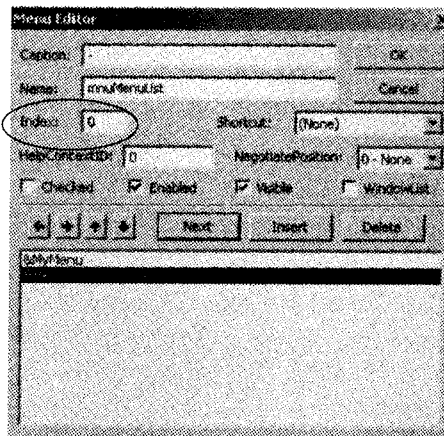 Menu Editor
Caption: -
OK
Name: mnuMenuList
Cancel
Index: 0
Shortcut: (None)
HelpContextID: 0
NegotiatePosition: 0 - None
Checked
Enabled
Visible
WindowList
Next
Insert
Delete
&MyMenu